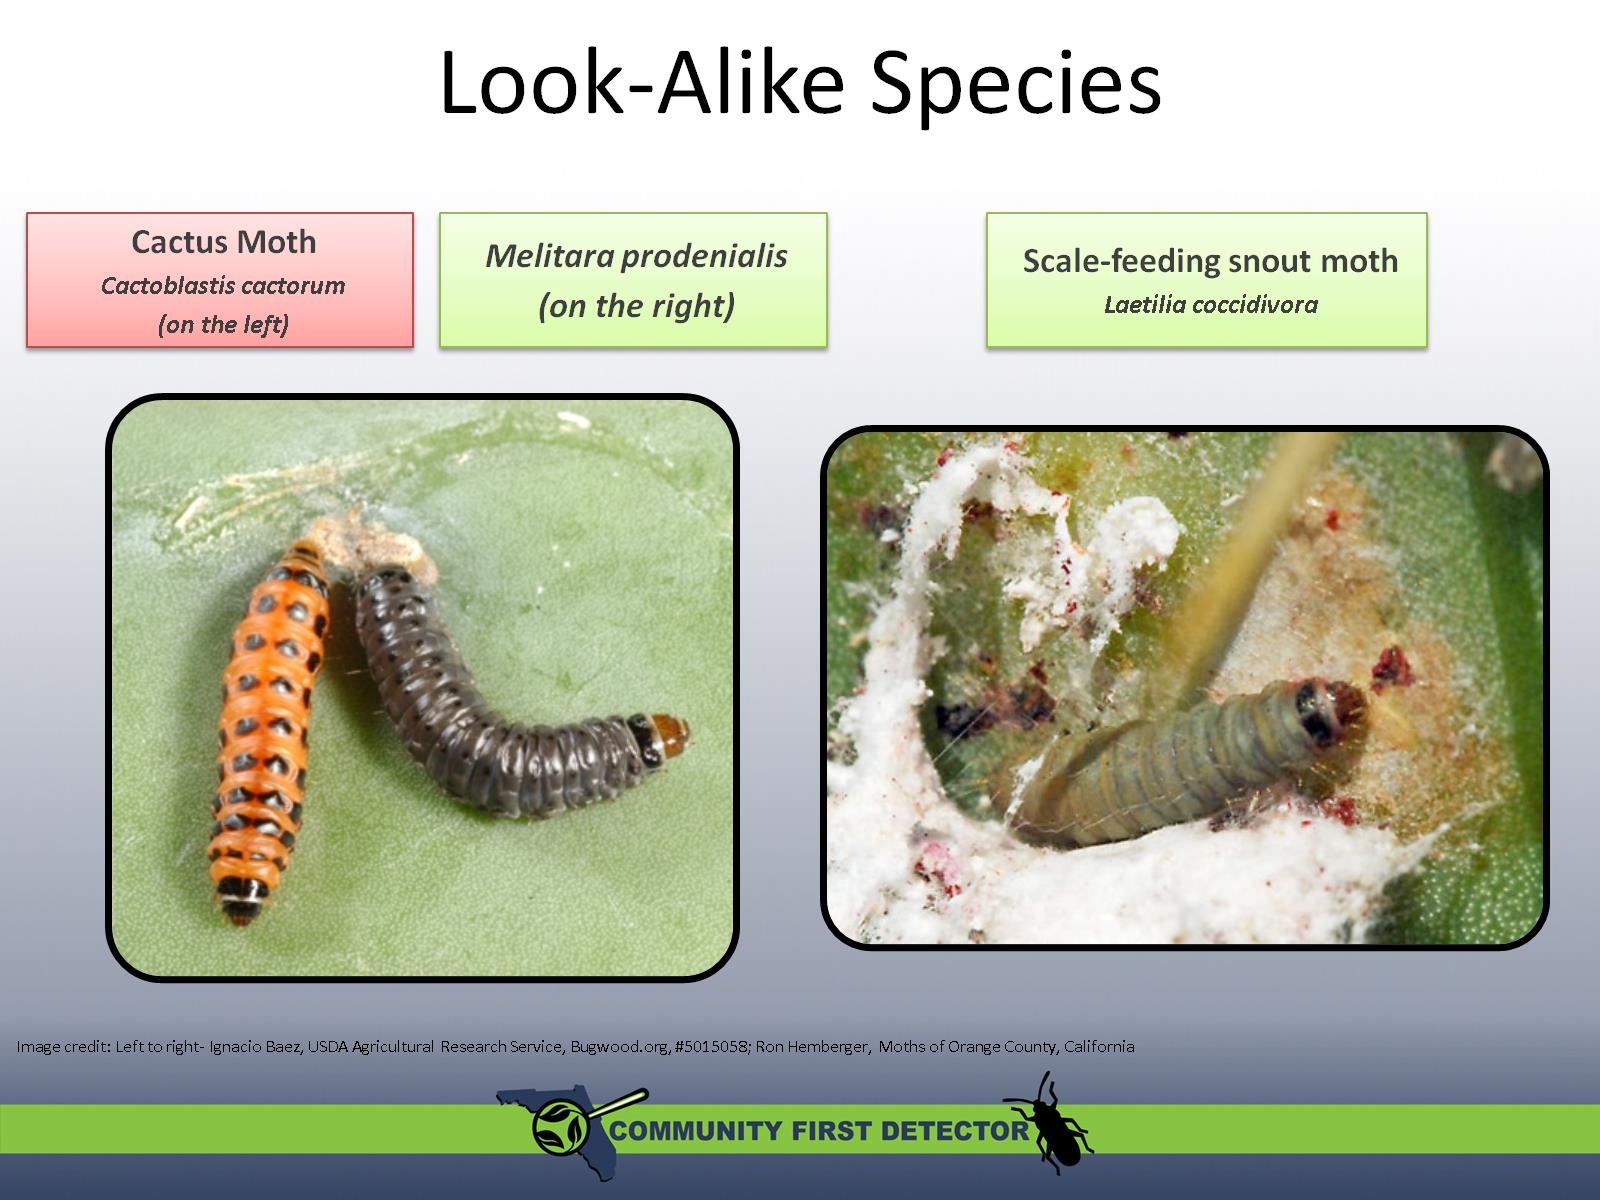 Look-Alike Species
Cactus Moth
Cactoblastis cactorum
(on the left)
Melitara prodenialis
(on the right)
Scale-feeding snout moth
Laetilia coccidivora
Image credit: Left to right- Ignacio Baez, USDA Agricultural Research Service, Bugwood.org, #5015058; Ron Hemberger, Moths of Orange County, California
COMMUNITY FIRST DETECTOR